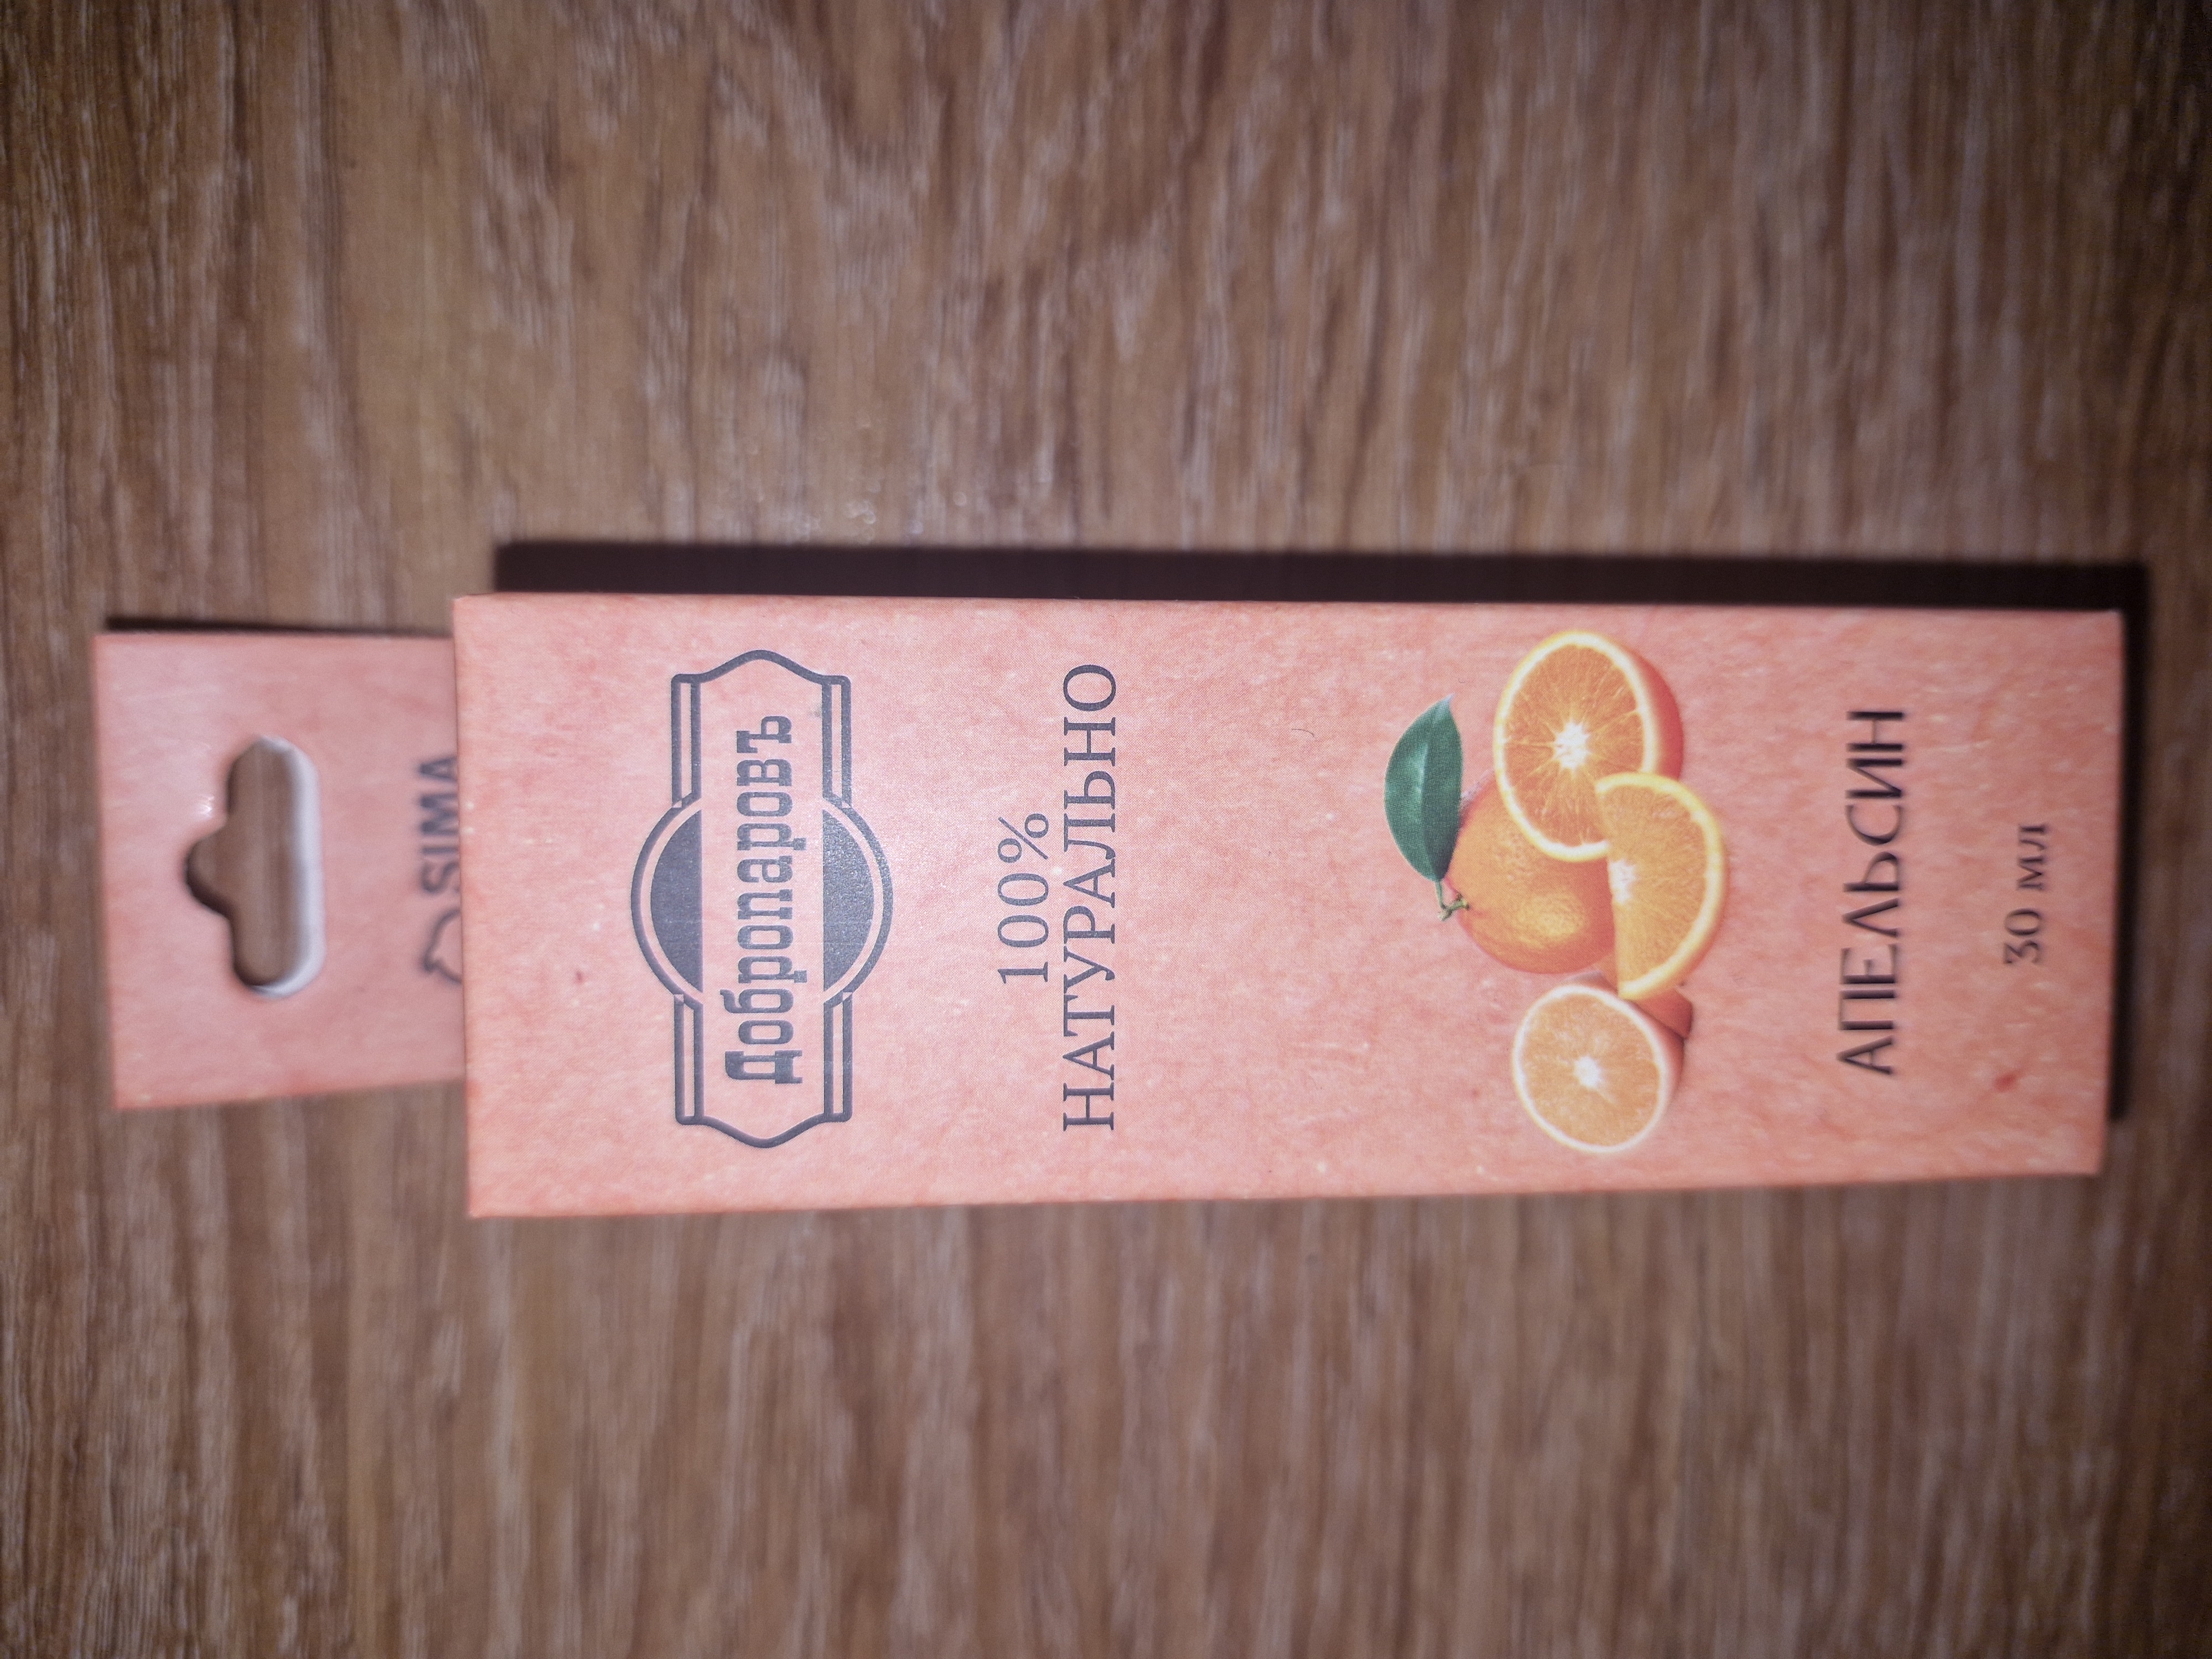 SIMA
Добропаровъ
100%
НАТУРАЛЬНО
АПЕЛЬСИН
30 мл